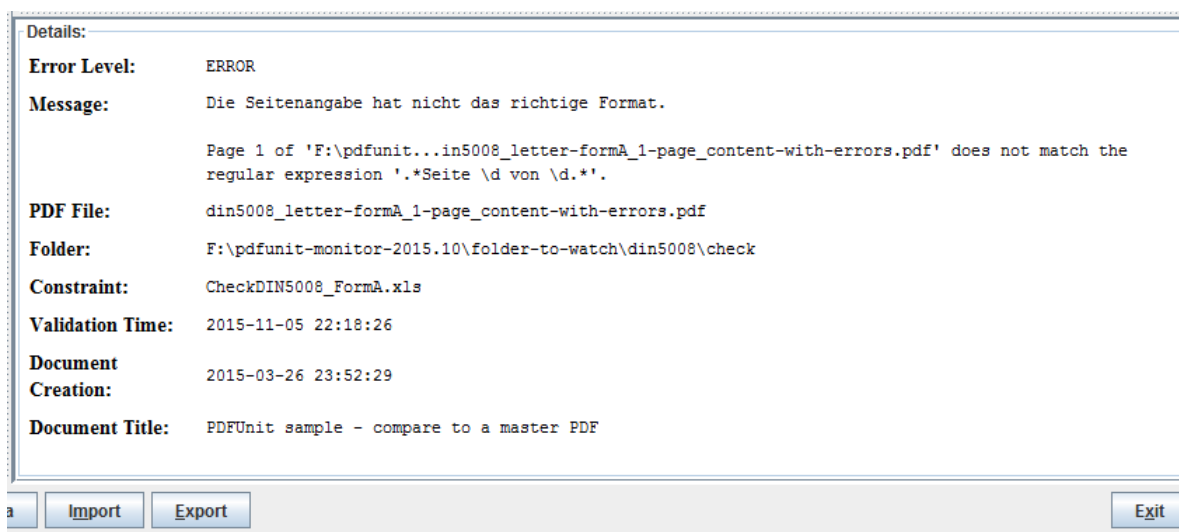 Details:
Error Level: ERROR
Message: Die Seitenangabe hat nicht das richtige Format.
Page 1 of 'F:\pdfunit...in5008_letter-formA_1-page_content-with-errors.pdf' does not match the
regular expression '.*Seite \d von \d.*'.
PDF File: din5008_letter-formA_1-page_content-with-errors.pdf
Folder: F:\pdfunit-monitor-2015.10\folder-to-watch\din5008\check
Constraint: CheckDIN5008_FormA.xls
Validation Time: 2015-11-05 22:18:26
Document
Creation: 2015-03-26 23:52:29
Document Title: PDFUnit sample - compare to a master PDF
a Import Export Exit